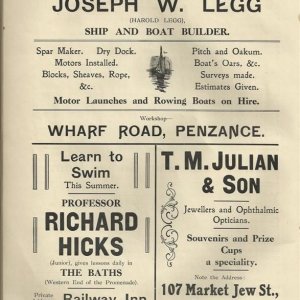 JOSEPH W. LEGG
(HAROLD LEGG),
SHIP AND BOAT BUILDER.
Spar Maker. Dry Dock.
Motors Installed.
Blocks, Sheaves, Rope,
&c.
Pitch and Oakum.
Boat's Oars, &c.
Surveys made.
Estimates Given.
Motor Launches and Rowing Boats on Hire.
Workshop—
WHARF ROAD, PENZANCE.
Learn to
Swim
This Summer.
PROFESSOR
RICHARD
HICKS
(Junior), gives lessons daily in
THE BATHS
(Western End of the Promenade).
Private
Railway Inn
T. M. JULIAN
& SON
Jewellers and Ophthalmic
Opticians.
Souvenirs and Prize
Cups
a speciality.
Note the Address:
107 Market Jew St.,